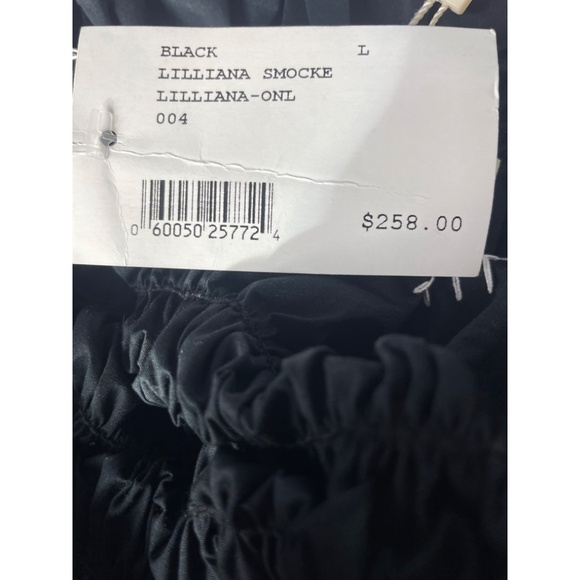 BLACK L
LILLIANA SMOCKE
LILLIANA-ONL
004
0 60050 25772 4
$258.00